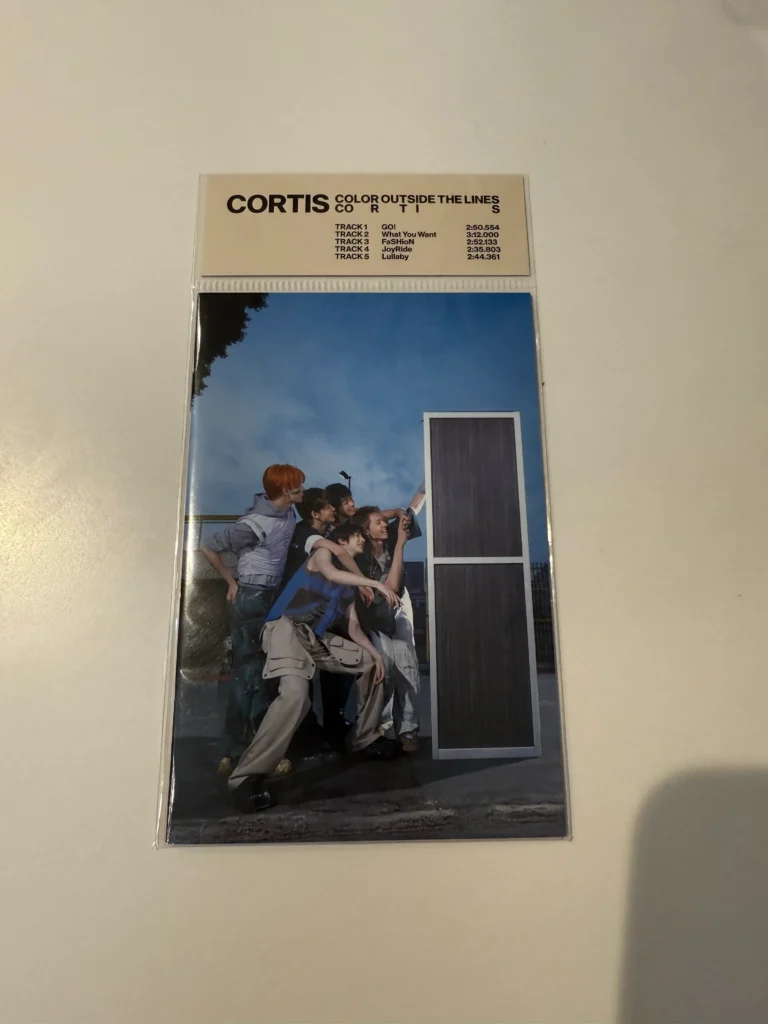 CORTIS COLOR OUTSIDE THE LINES
CO R T I S
TRACK 1 GO! 2:50.554
TRACK 2 What You Want 3:12.000
TRACK 3 FaSHioN 2:52.133
TRACK 4 JoyRide 2:35.803
TRACK 5 Lullaby 2:44.361